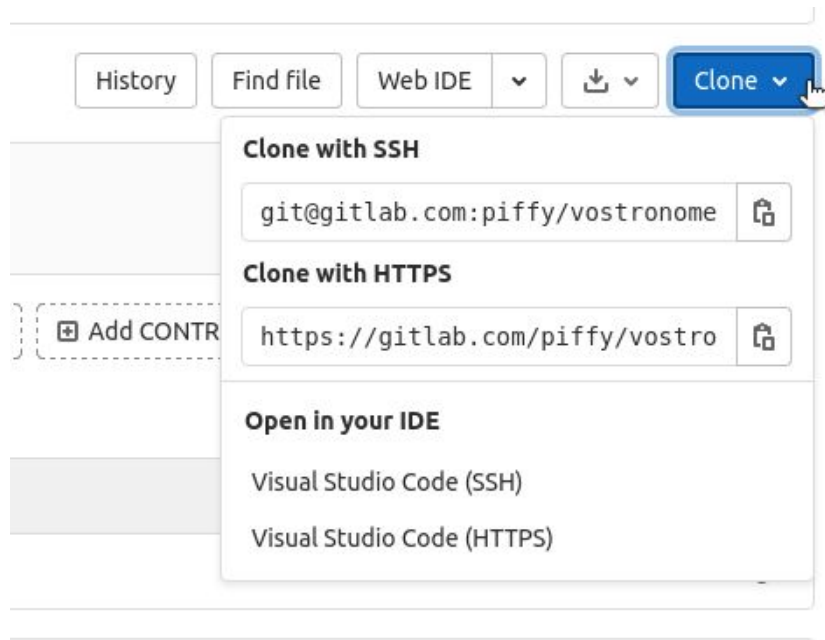 History Find file Web IDE Clone
Clone with SSH
git@gitlab.com:piffy/vostronome
Clone with HTTPS
https://gitlab.com/piffy/vostro
Add CONTR
Open in your IDE
Visual Studio Code (SSH)
Visual Studio Code (HTTPS)